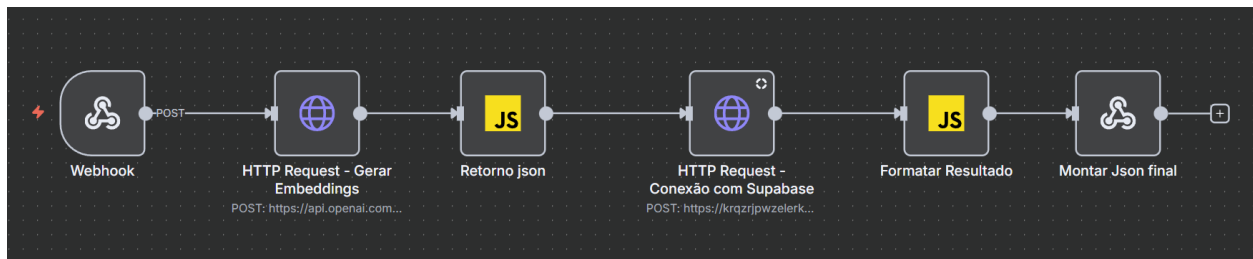 POST
JS
JS
Webhook
HTTP Request - Gerar
Embeddings
POST: https://api.openai.com...
Retorno json
HTTP Request -
Conexão com Supabase
POST: https://krqzrjpwzelerk...
Formatar Resultado
Montar Json final